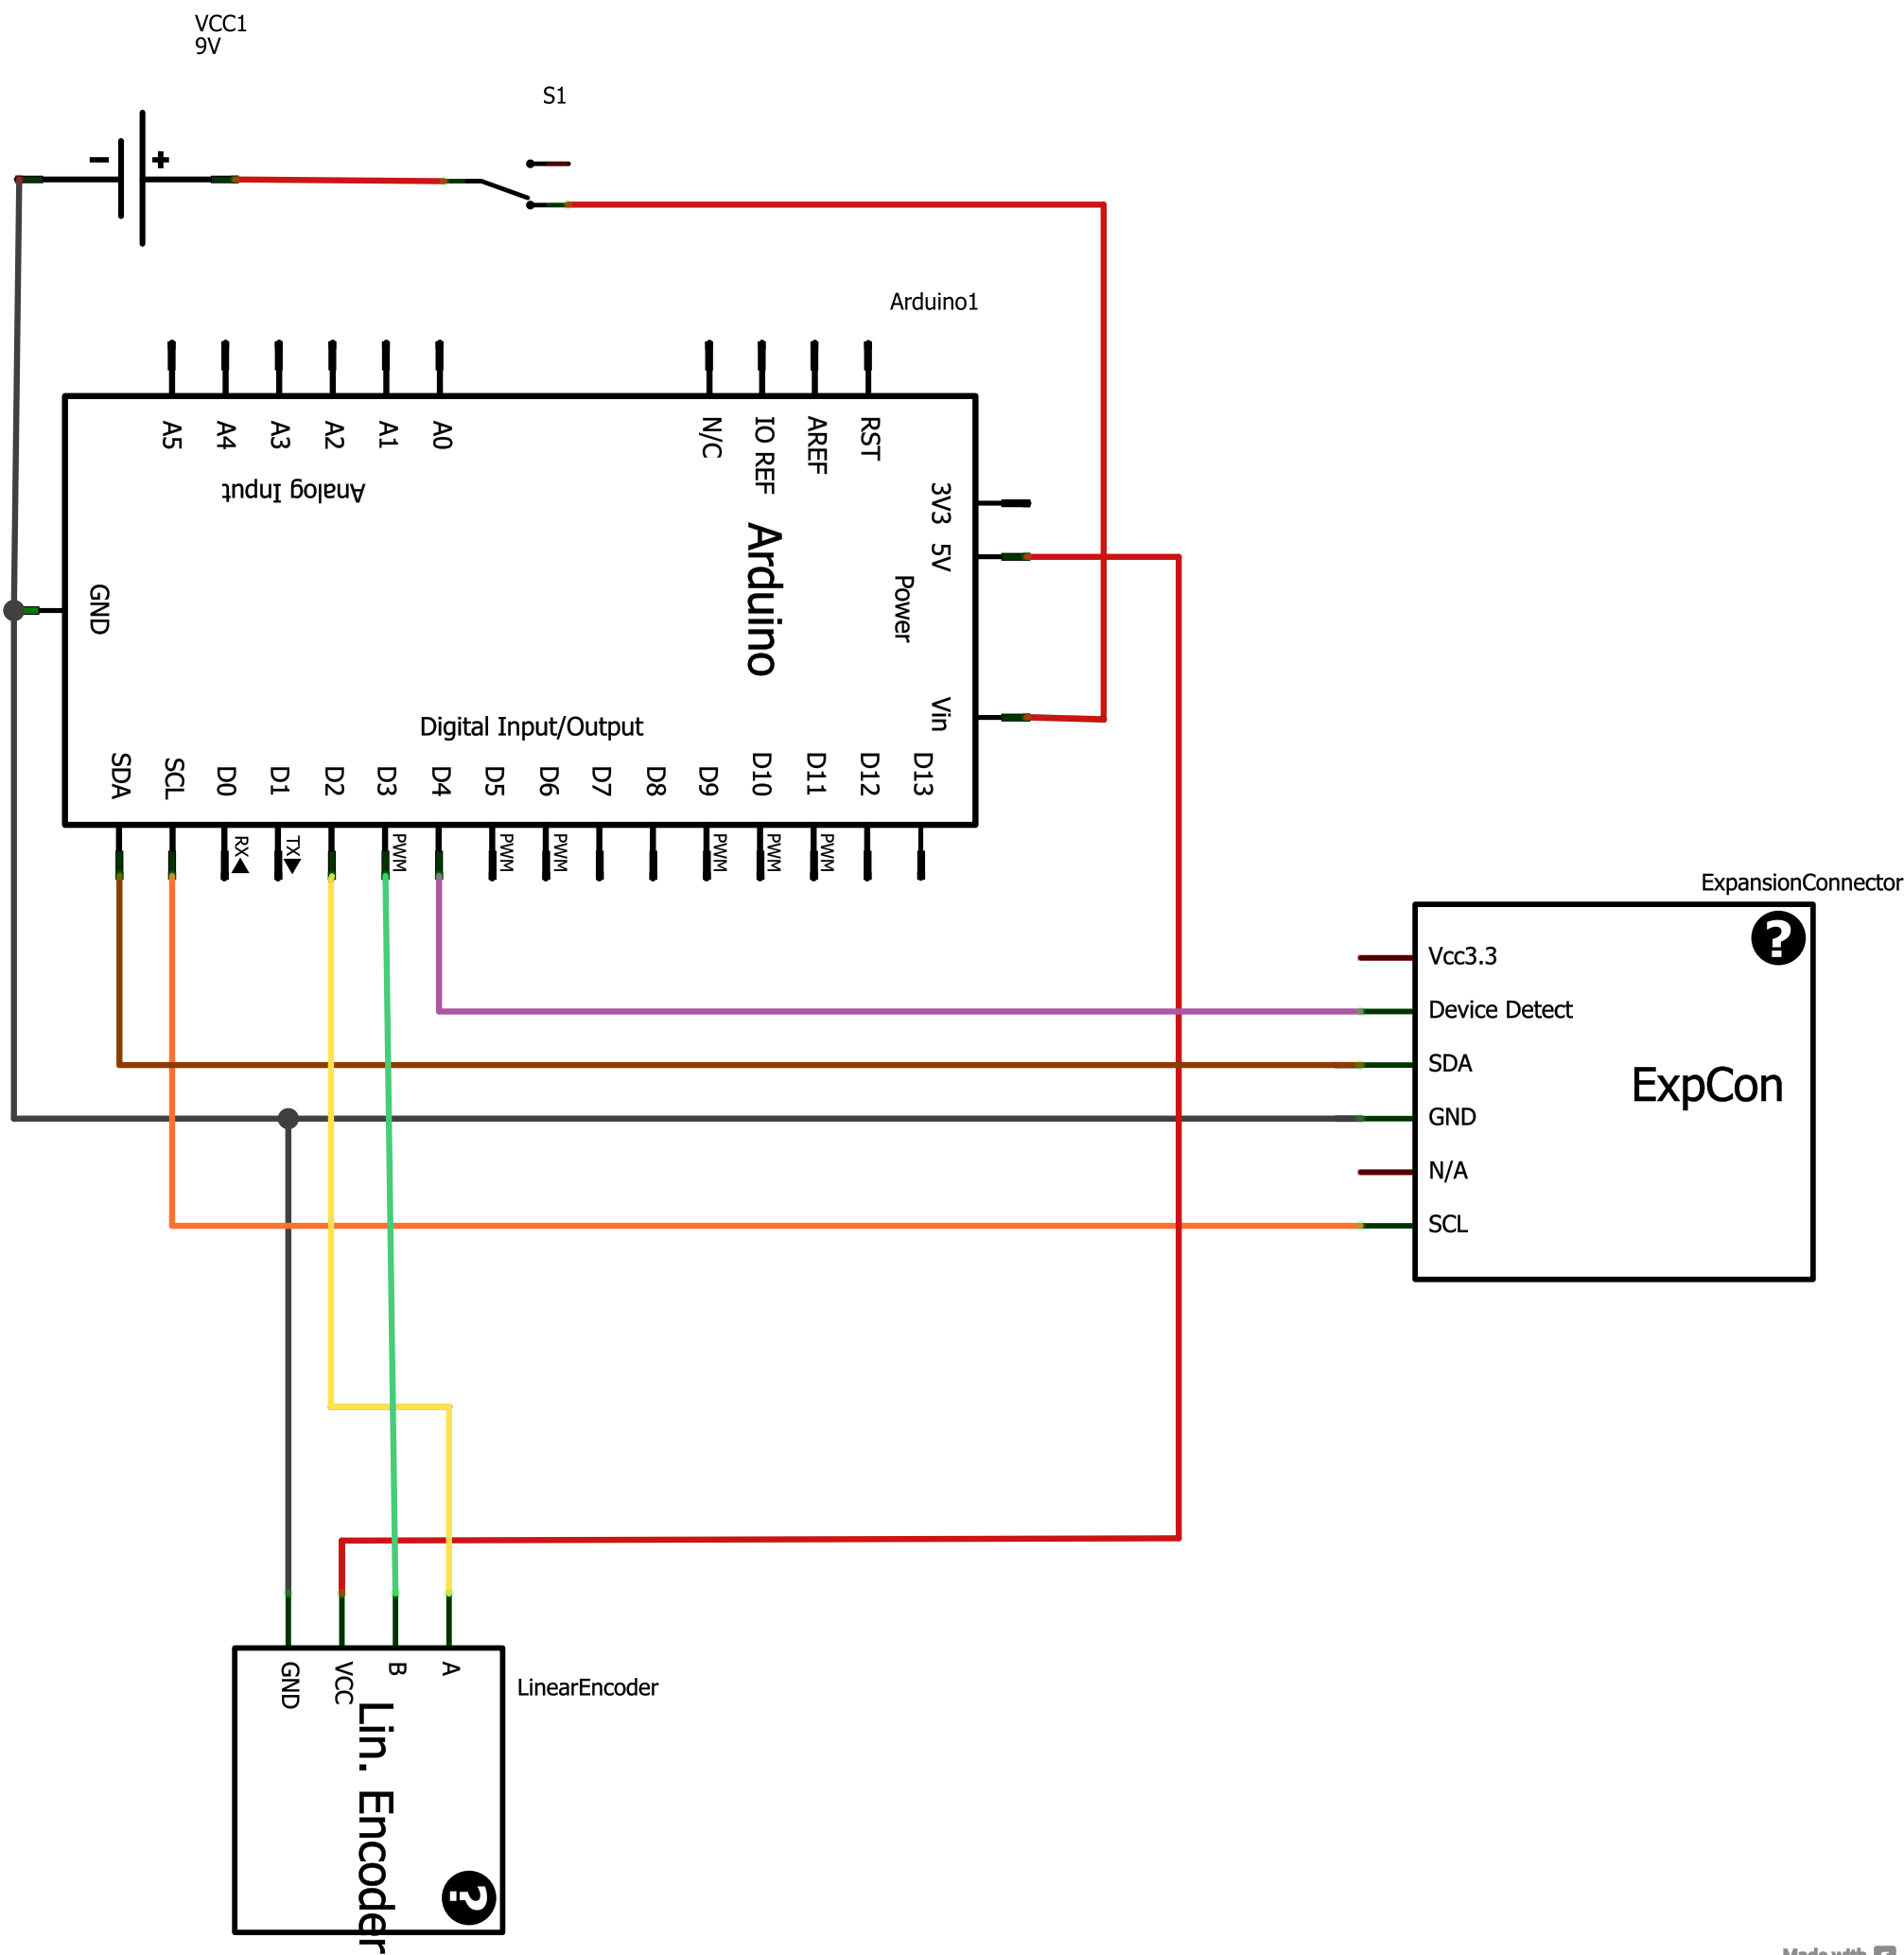 VCC1
9V
S1
-
+
Arduino1
A5
A4
A3
A2
A1
A0
N/C
IO REF
AREF
RST
Analog Input
3V3
5V
Power
Vin
Arduino
GND
Digital Input/Output
SDA
SCL
D0
D1
D2
D3
D4
D5
D6
D7
D8
D9
D10
D11
D12
D13
RX
TX
PWM
PWM
PWM
PWM
PWM
PWM
ExpansionConnector
?
Vcc3.3
Device Detect
SDA
ExpCon
GND
N/A
SCL
GND
VCC
B
A
LinearEncoder
Lin. Encoder
?
Made with